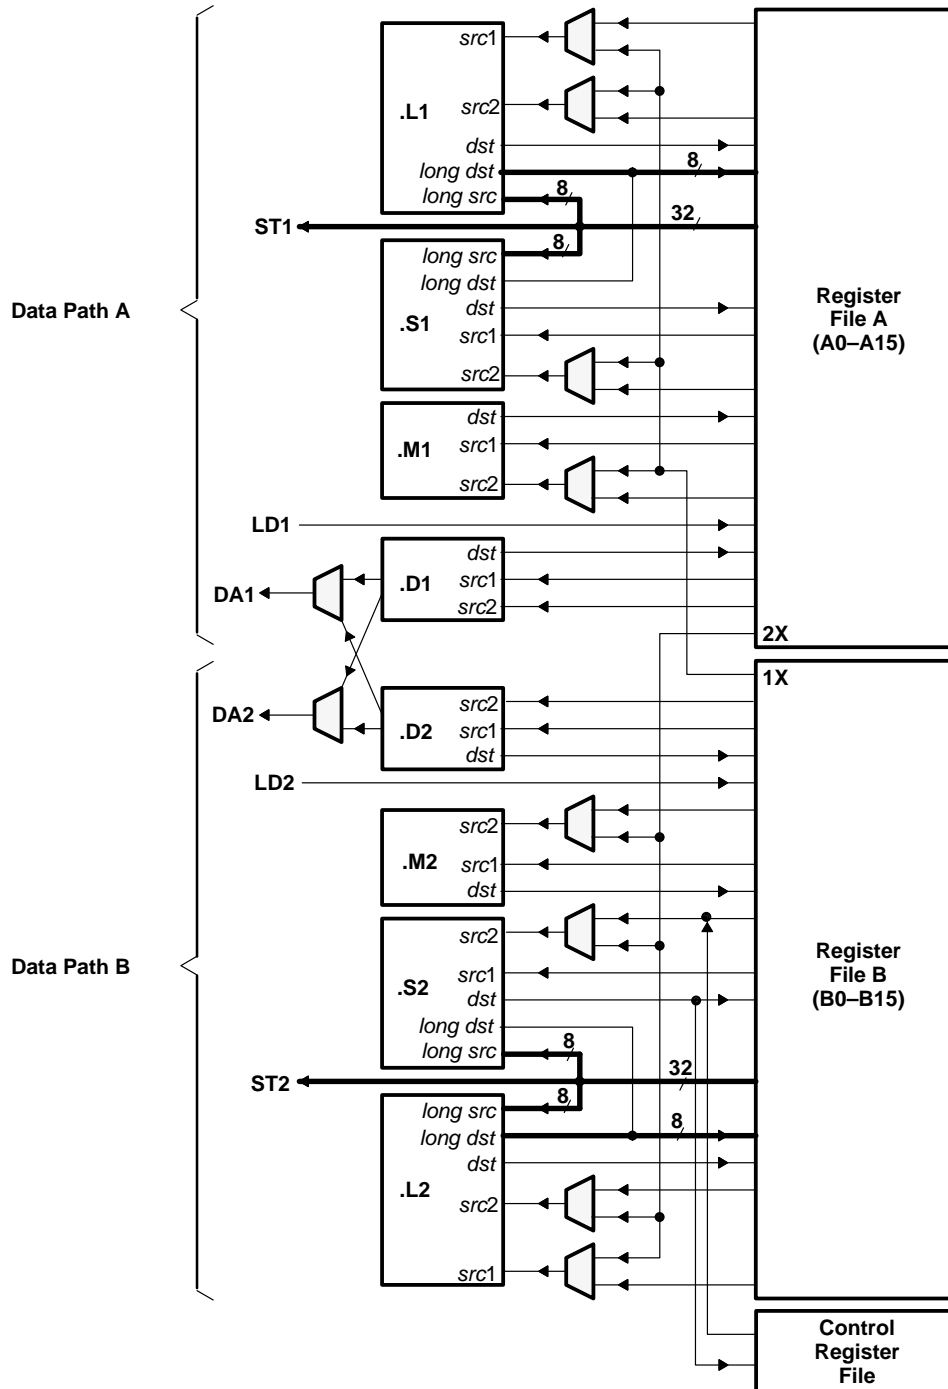 src1
src2
.L1
dst
long dst
8
long src
8
32
ST1
8
long src
long dst
dst
Data Path A
.S1
src1
src2
Register
File A
(A0–A15)
dst
.M1
src1
src2
LD1
dst
.D1
src1
src2
DA1
2X
1X
DA2
src2
.D2
src1
dst
LD2
src2
.M2
src1
dst
src2
Data Path B
.S2
src1
dst
long dst
8
long src
Register
File B
(B0–B15)
ST2
32
8
long src
8
long dst
dst
.L2
src2
src1
Control
Register
File